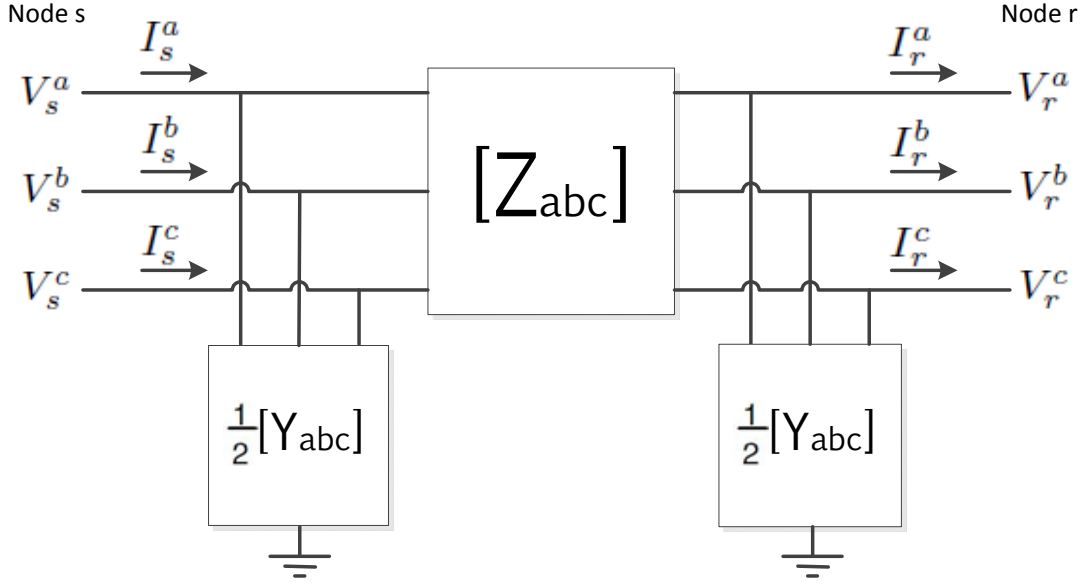 Node s Node r
I_s^a I_r^a
V_s^a V_r^a
I_s^b I_r^b
V_s^b [Z_abc] V_r^b
I_s^c I_r^c
V_s^c V_r^c
1/2[Y_abc] 1/2[Y_abc]